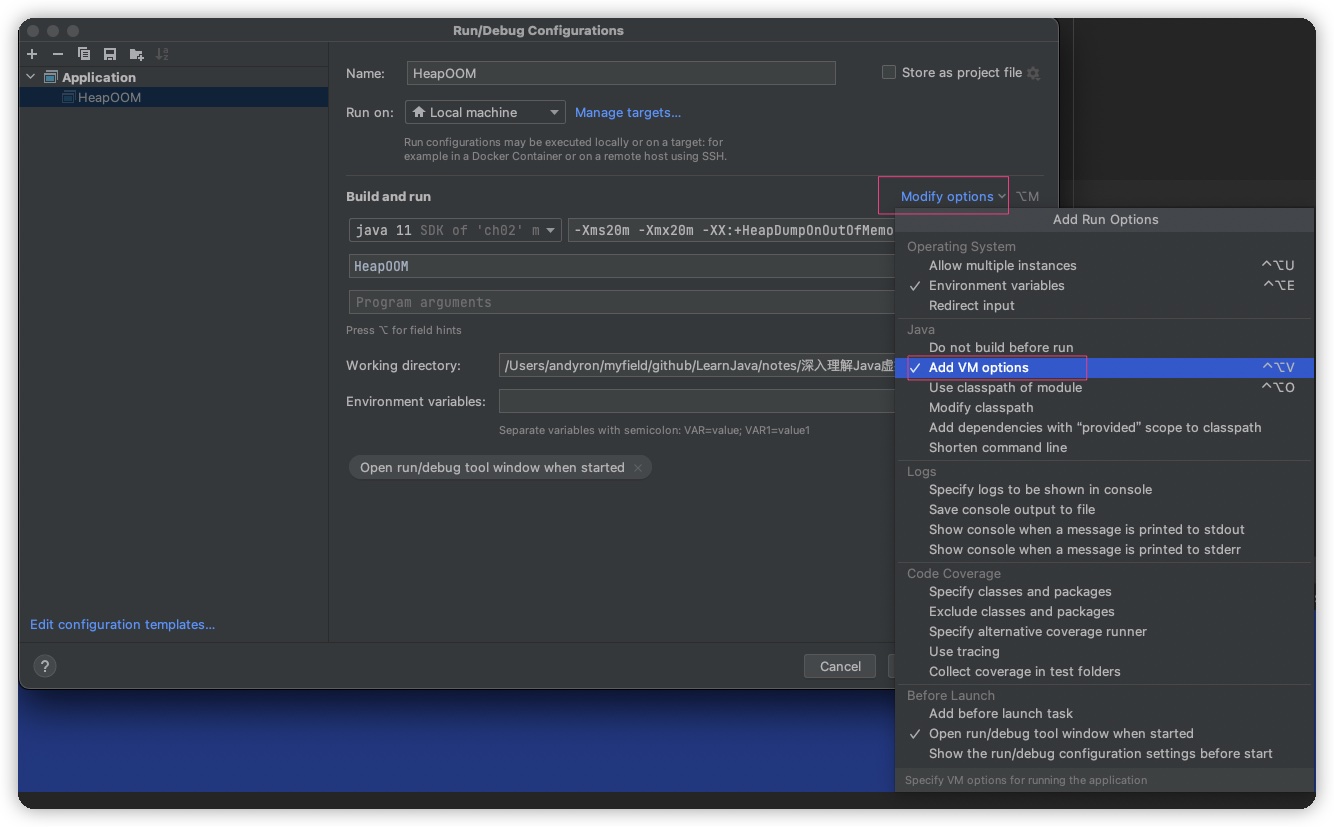 Run/Debug Configurations
Application
HeapOOM
Edit configuration templates...
?
Name:
HeapOOM
Store as project file
Run on:
Local machine
Manage targets...
Run configurations may be executed locally or on a target: for
example in a Docker Container or on a remote host using SSH.
Build and run
Modify options
⌥M
java 11 SDK of 'ch02' m
-Xms20m -Xmx20m -XX:+HeapDumpOnOutOfMemo
HeapOOM
Program arguments
Press ⌥ for field hints
Working directory:
/Users/andyron/myfield/github/LearnJava/notes/深入理解Java虚
Environment variables:
Separate variables with semicolon: VAR=value; VAR1=value1
Open run/debug tool window when started
Cancel
Add Run Options
Operating System
Allow multiple instances ^⌥U
Environment variables ^⌥E
Redirect input
Java
Do not build before run
Add VM options ^⌥V
Use classpath of module ^⌥O
Modify classpath
Add dependencies with “provided” scope to classpath
Shorten command line
Logs
Specify logs to be shown in console
Save console output to file
Show console when a message is printed to stdout
Show console when a message is printed to stderr
Code Coverage
Specify classes and packages
Exclude classes and packages
Specify alternative coverage runner
Use tracing
Collect coverage in test folders
Before Launch
Add before launch task
Open run/debug tool window when started
Show the run/debug configuration settings before start
Specify VM options for running the application